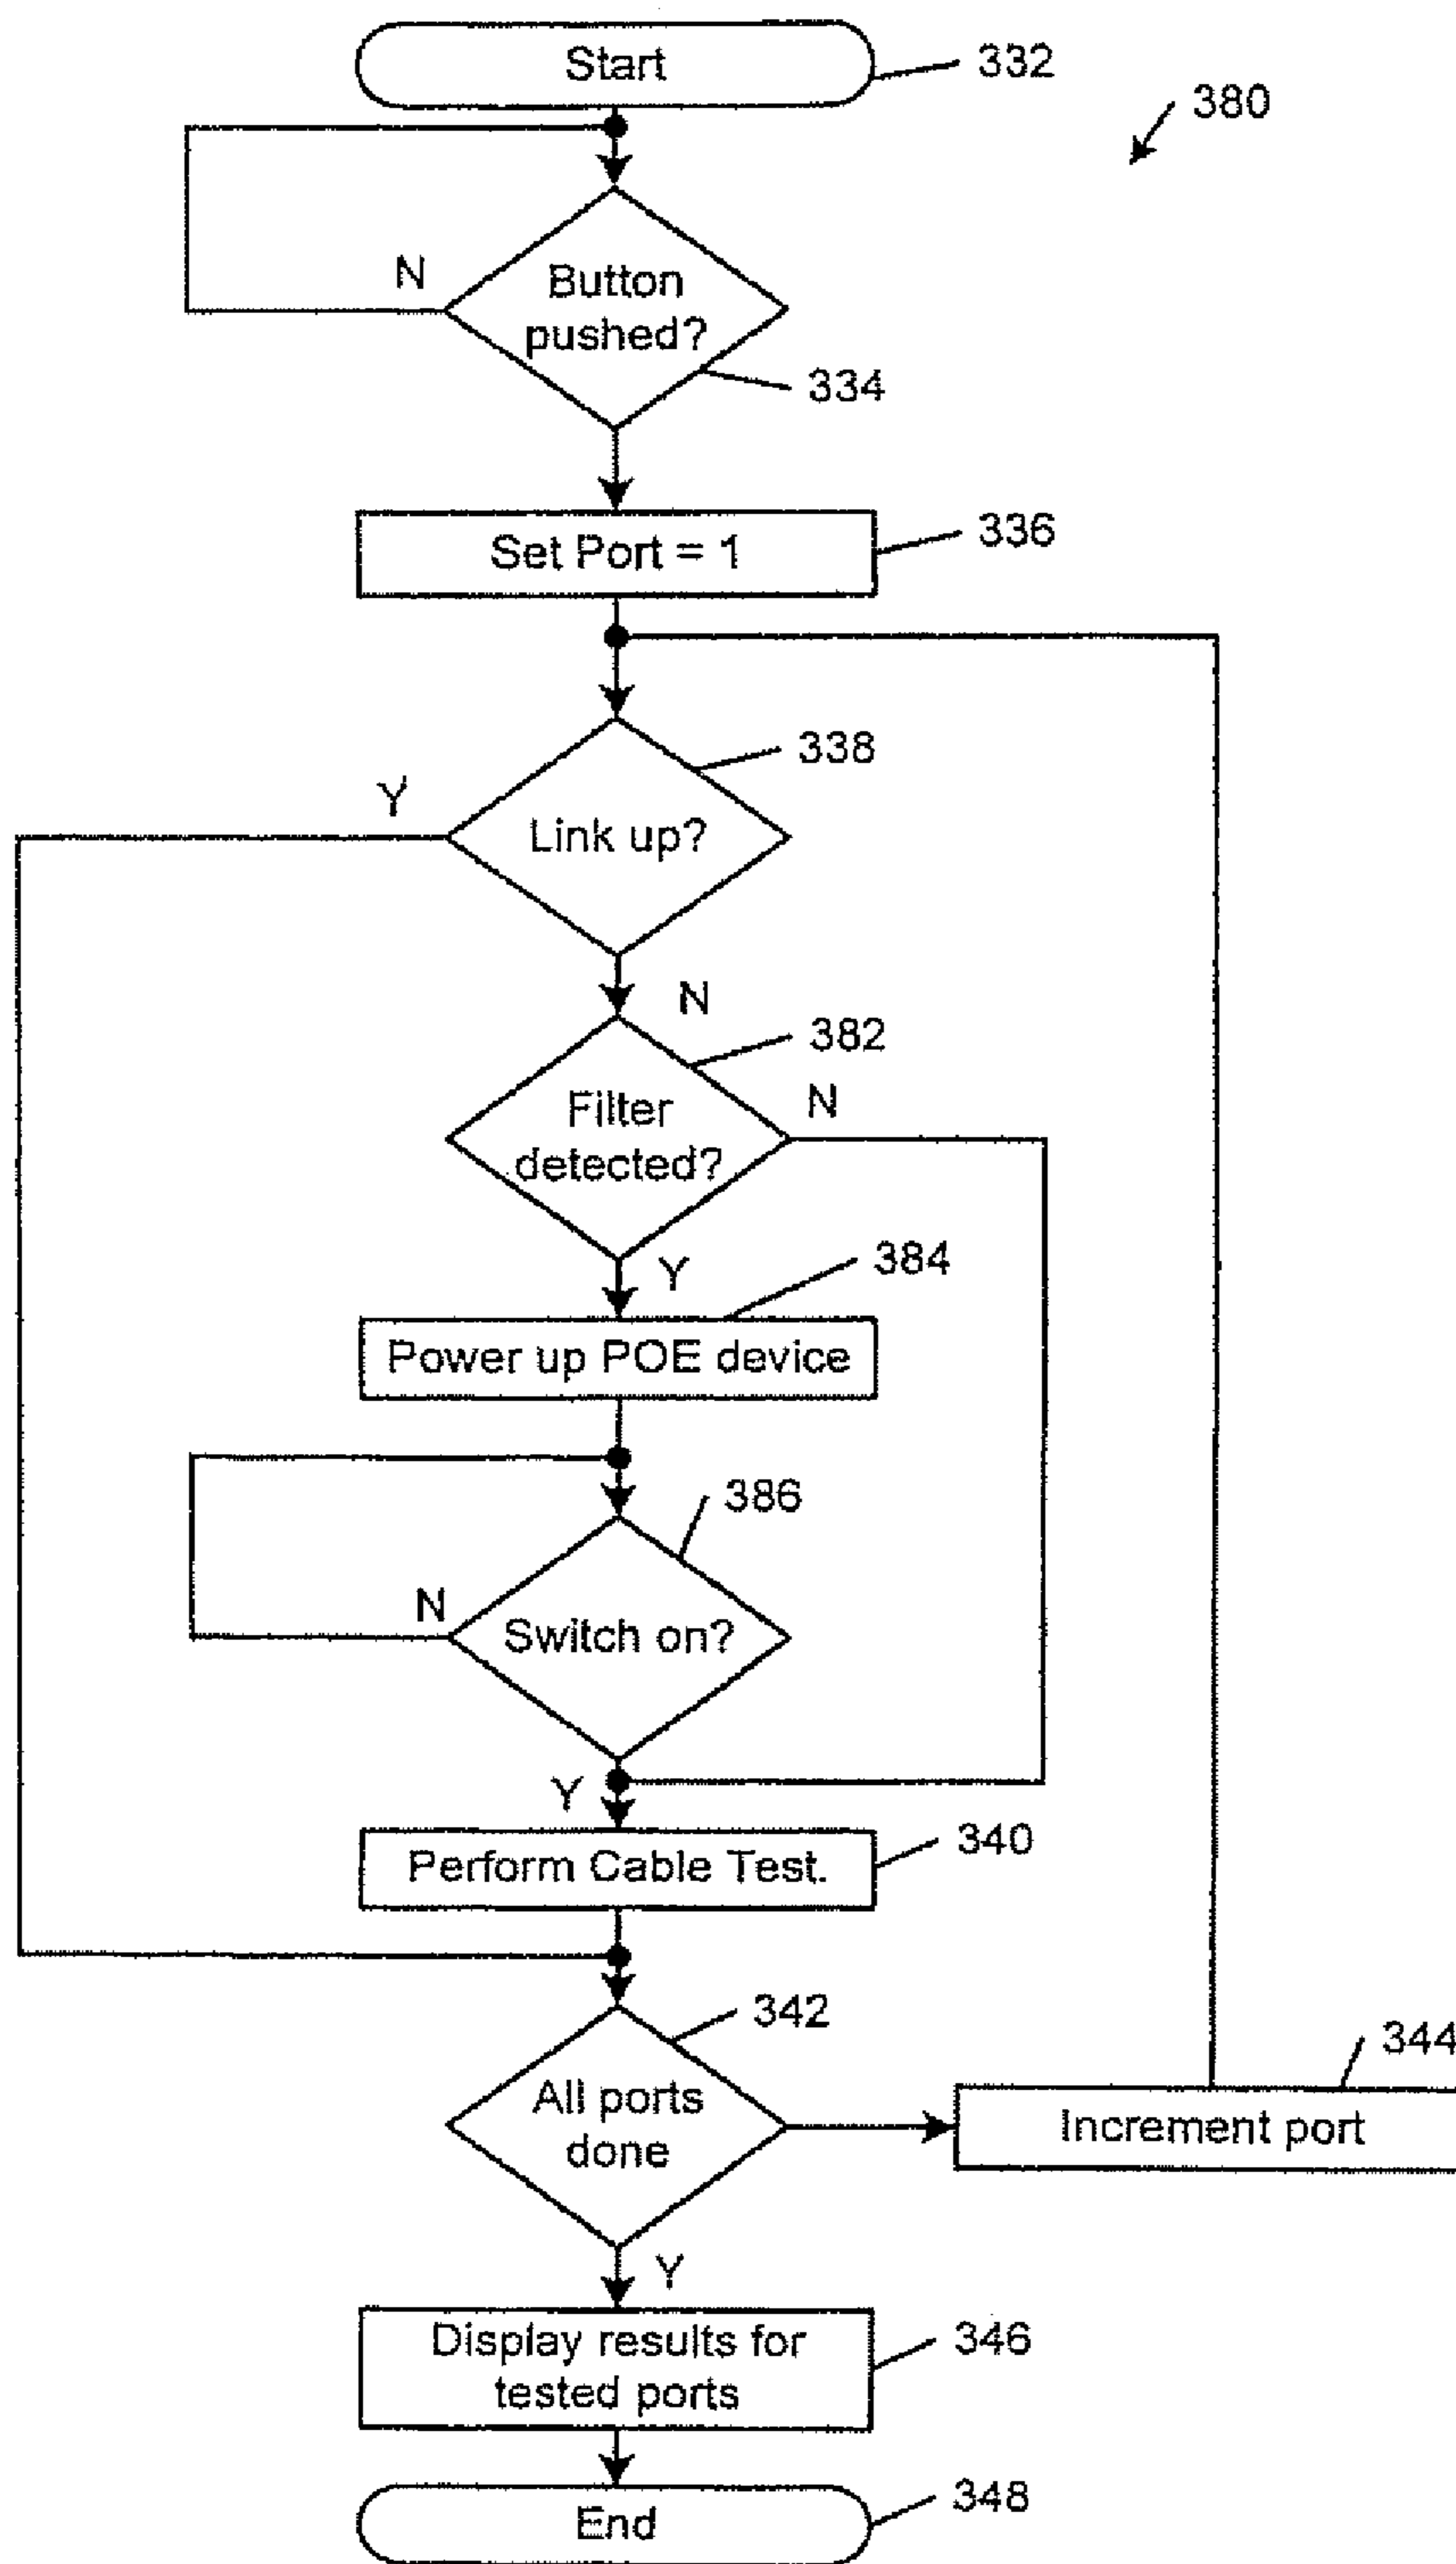 Start
332
380
N
Button
pushed?
334
Set Port = 1
336
338
Y
Link up?
N
382
Filter
detected?
N
Y
384
Power up POE device
386
N
Switch on?
Y
Perform Cable Test.
340
342
All ports
done
344
Increment port
Y
Display results for
tested ports
346
End
348